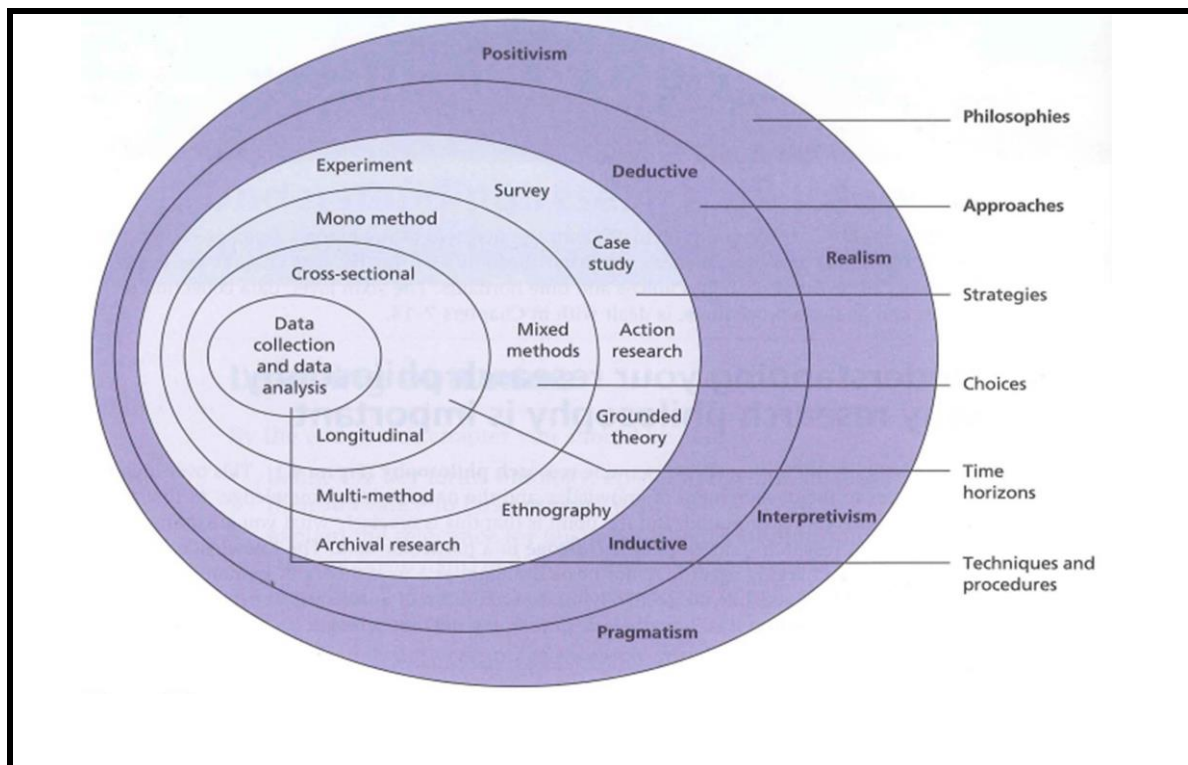 Positivism
Philosophies
Experiment
Deductive
Survey
Approaches
Mono method
Case
study
Realism
Cross-sectional
Strategies
Data
collection
and data
analysis
Mixed
methods
Action
research
Choices
Grounded
theory
Longitudinal
Time
horizons
Multi-method
Ethnography
Interpretivism
Archival research
Inductive
Techniques and
procedures
Pragmatism